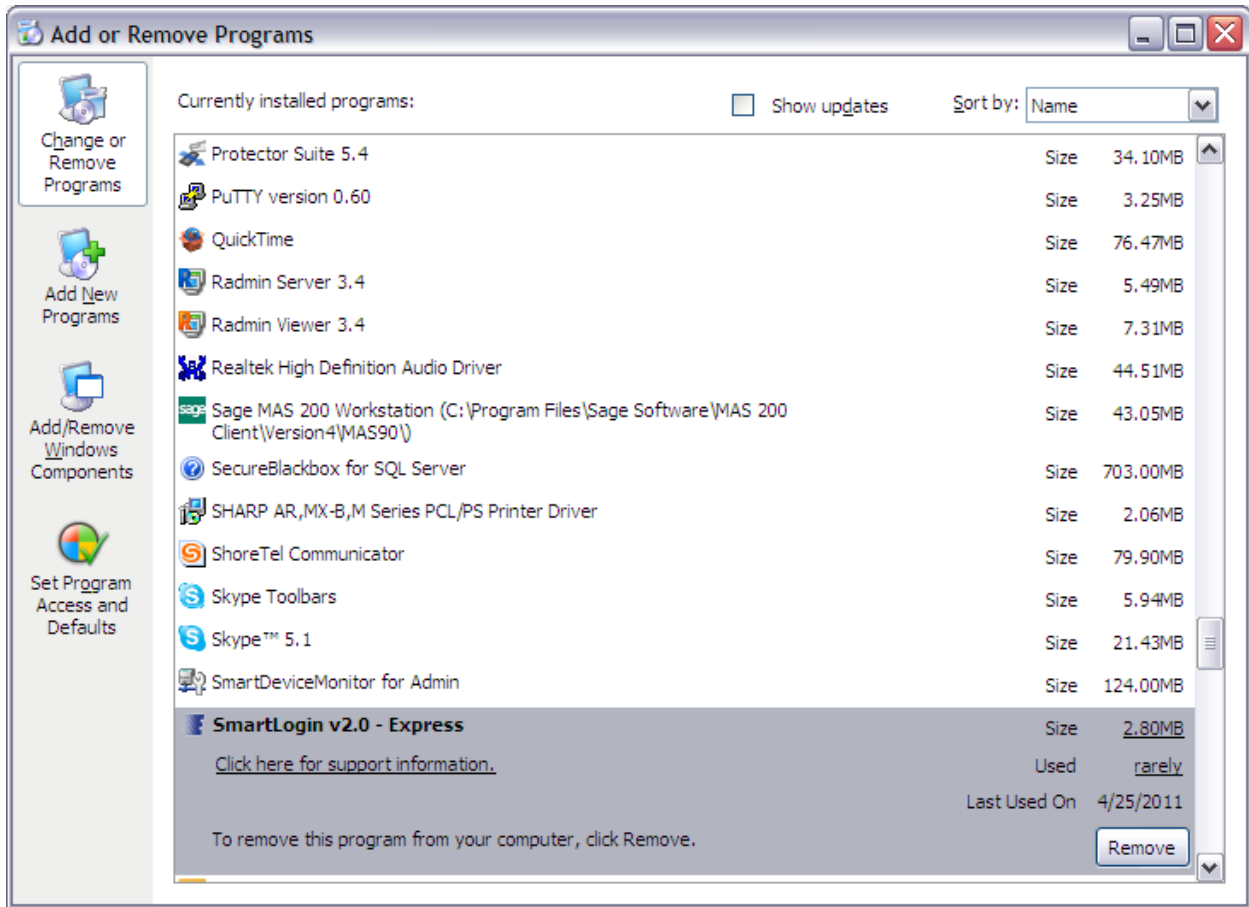 Add or Remove Programs
Change or
Remove
Programs
Add New
Programs
Add/Remove
Windows
Components
Set Program
Access and
Defaults
Currently installed programs:
Show updates
Sort by: Name
Protector Suite 5.4 Size 34.10MB
PuTTY version 0.60 Size 3.25MB
QuickTime Size 76.47MB
Radmin Server 3.4 Size 5.49MB
Radmin Viewer 3.4 Size 7.31MB
Realtek High Definition Audio Driver Size 44.51MB
sage Sage MAS 200 Workstation (C:\Program Files\Sage Software\MAS 200 Size 43.05MB
Client\Version4\MAS90\)
SecureBlackbox for SQL Server Size 703.00MB
SHARP AR,MX-B,M Series PCL/PS Printer Driver Size 2.06MB
ShoreTel Communicator Size 79.90MB
Skype Toolbars Size 5.94MB
Skype™ 5.1 Size 21.43MB
SmartDeviceMonitor for Admin Size 124.00MB
SmartLogin v2.0 - Express Size 2.80MB
Click here for support information. Used rarely
Last Used On 4/25/2011
To remove this program from your computer, click Remove. Remove